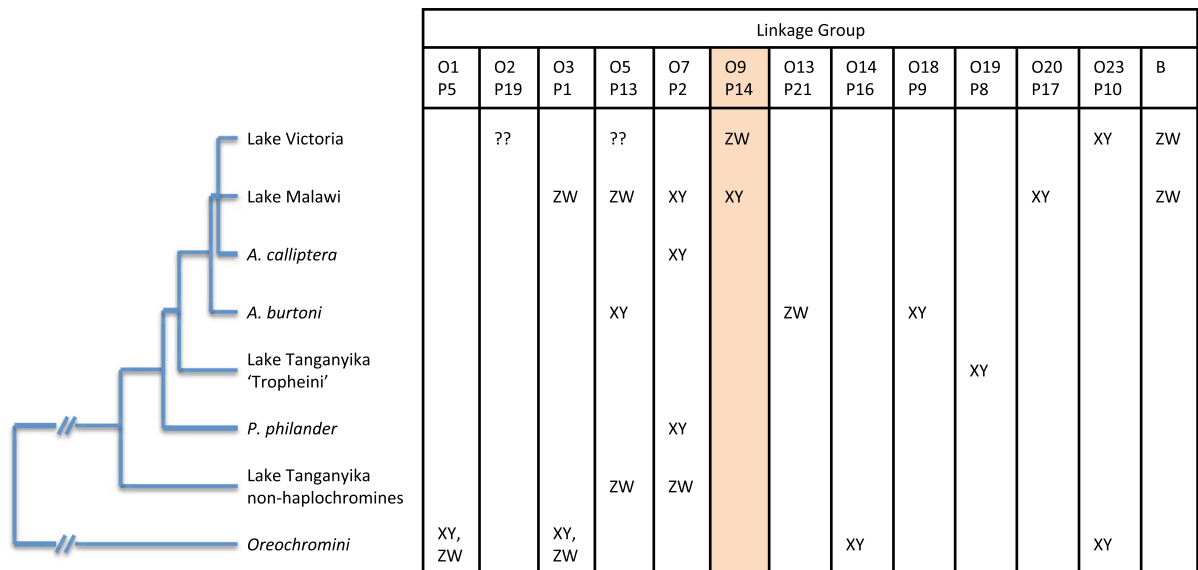 Linkage Group
O1 O2 O3 O5 O7 O9 O13 O14 O18 O19 O20 O23 B
P5 P19 P1 P13 P2 P14 P21 P16 P9 P8 P17 P10
Lake Victoria ?? ?? ZW XY ZW
Lake Malawi ZW ZW XY XY XY ZW
A. calliptera XY
A. burtoni XY ZW XY
Lake Tanganyika
'Tropheini' XY
P. philander XY
Lake Tanganyika
non-haplochromines ZW ZW
Oreochromini XY, XY, XY XY
ZW ZW